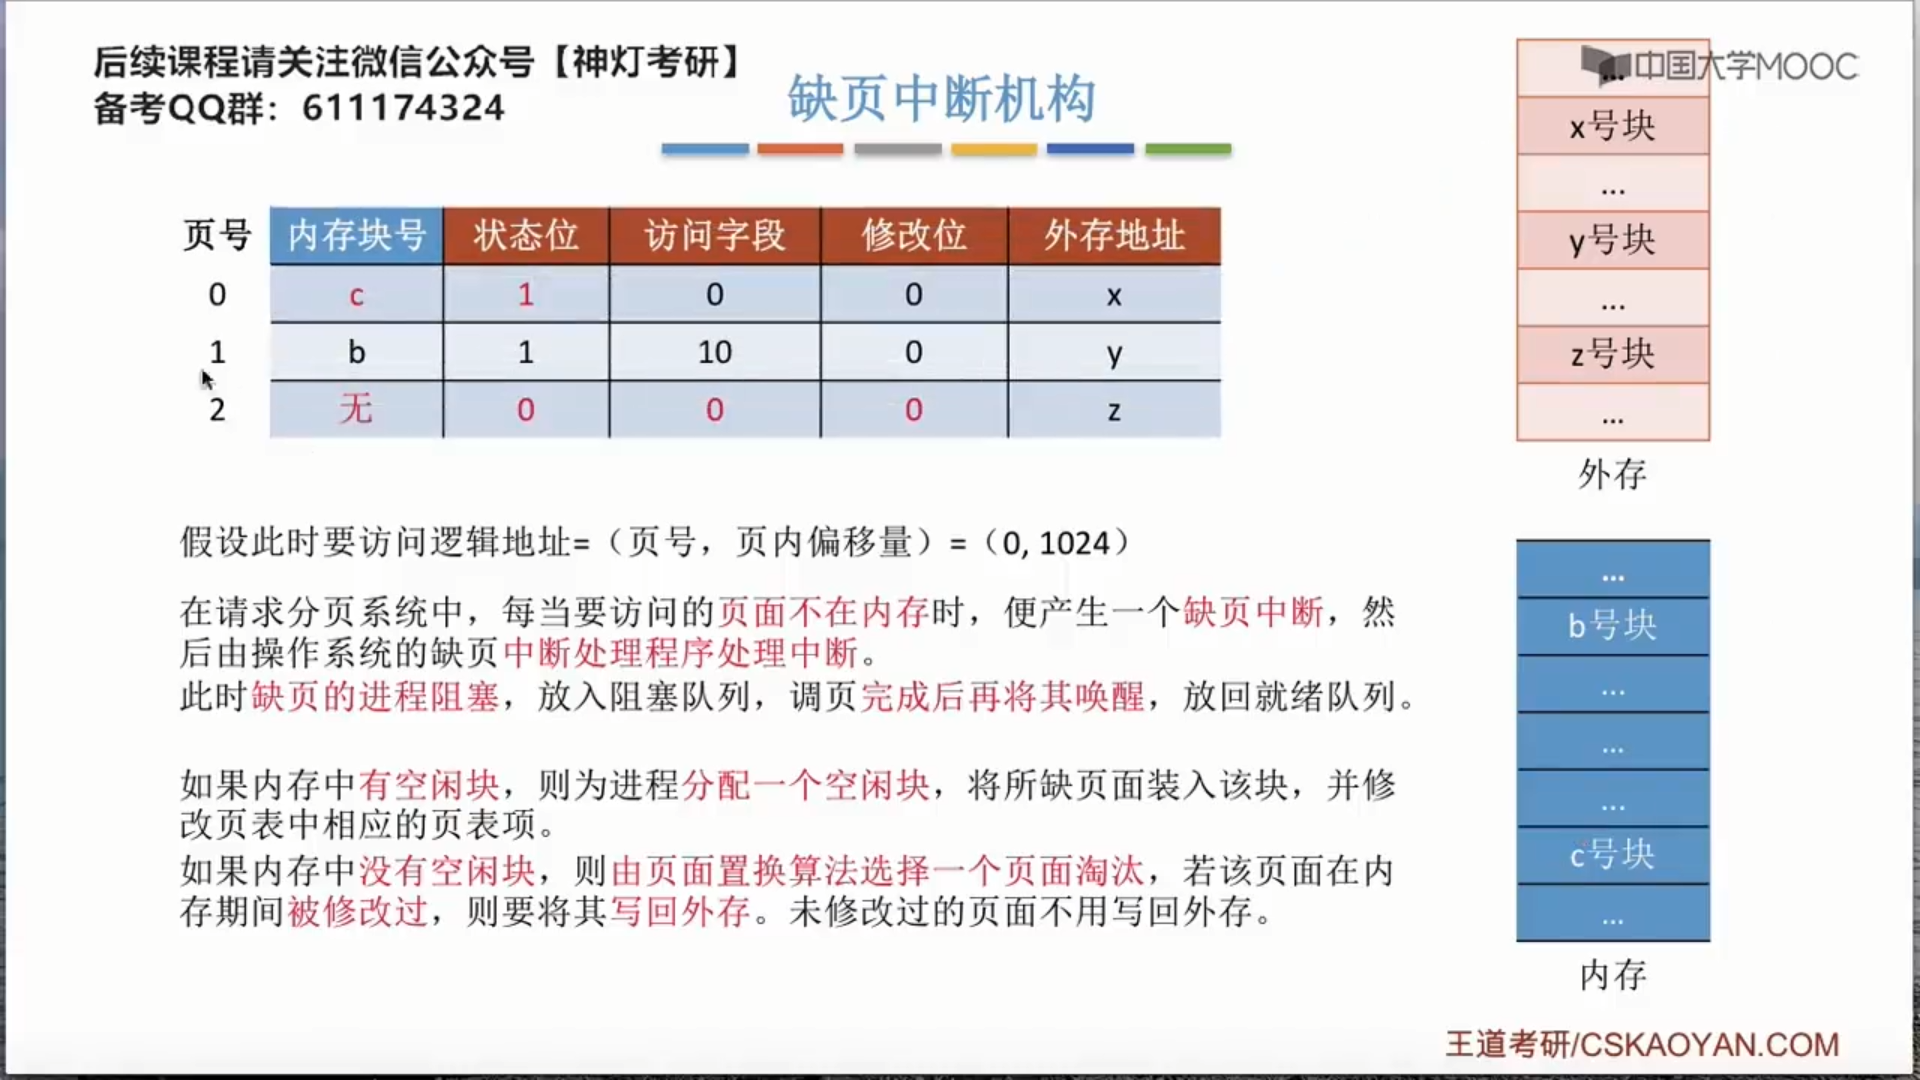 后续课程请关注微信公众号【神灯考研】
备考QQ群：611174324
中国大学MOOC
缺页中断机构
页号 内存块号 状态位 访问字段 修改位 外存地址
0 c 1 0 0 x
1 b 1 10 0 y
2 无 0 0 0 z
...
x号块
...
y号块
...
z号块
...
外存
假设此时要访问逻辑地址=（页号，页内偏移量）=（0, 1024）
在请求分页系统中，每当要访问的页面不在内存时，便产生一个缺页中断，然
后由操作系统的缺页中断处理程序处理中断。
此时缺页的进程阻塞，放入阻塞队列，调页完成后再将其唤醒，放回就绪队列。
如果内存中有空闲块，则为进程分配一个空闲块，将所缺页面装入该块，并修
改页表中相应的页表项。
如果内存中没有空闲块，则由页面置换算法选择一个页面淘汰，若该页面在内
存期间被修改过，则要将其写回外存。未修改过的页面不用写回外存。
...
b号块
...
...
...
c号块
...
内存
王道考研/CSKAOYAN.COM